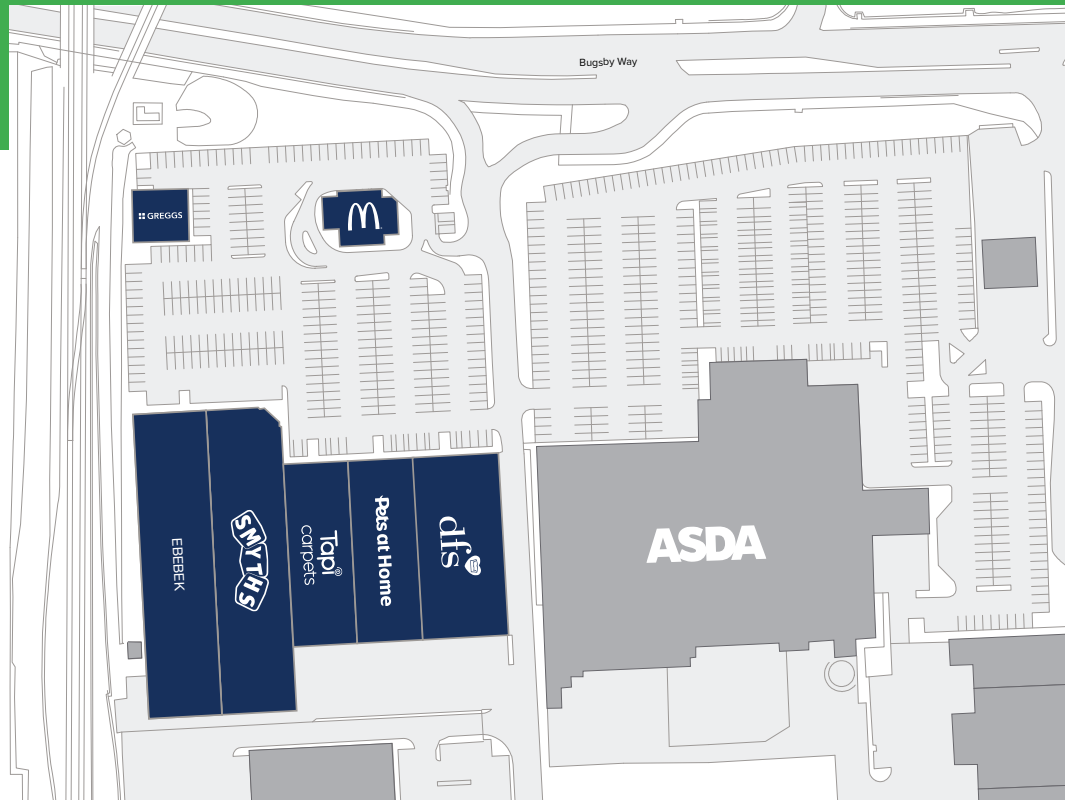 Bugsby Way
GREGGS
EBEBEK
SMYTHS
Tapi
carpets
Pets at Home
dfs
ASDA